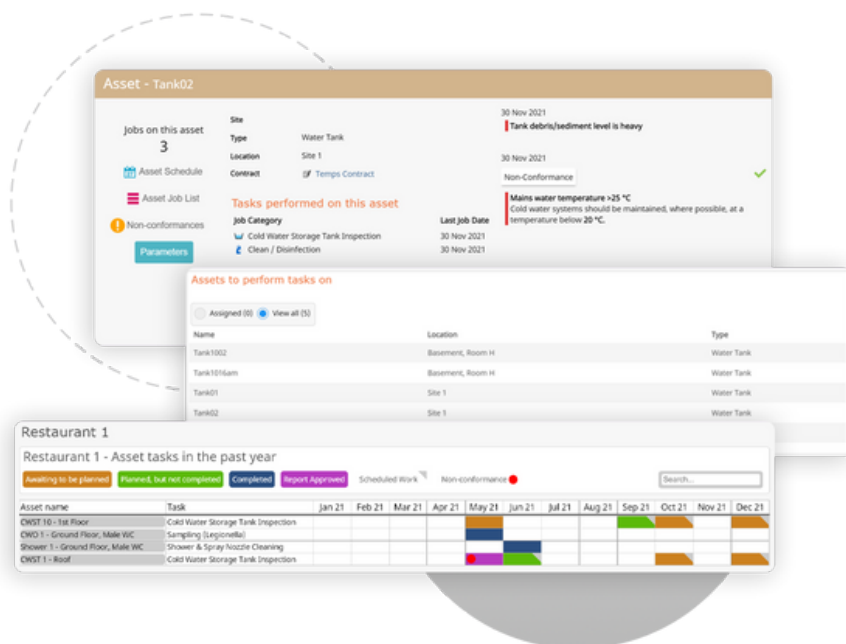 Asset - Tank02
Jobs on this asset
3
Asset Schedule
Asset Job List
Non-conformances
Parameters
Site
Type Water Tank
Location Site 1
Contract Temps Contract
Tasks performed on this asset
Job Category Last Job Date
Cold Water Storage Tank Inspection 30 Nov 2021
Clean / Disinfection 30 Nov 2021
30 Nov 2021
Tank debris/sediment level is heavy
30 Nov 2021
Non-Conformance
Mains water temperature >25 °C
Cold water systems should be maintained, where possible, at a
temperature below 20 °C.
Assets to perform tasks on
Assigned (0) View all (5)
Name Location Type
Tank1002 Basement, Room H Water Tank
Tank1016am Basement, Room H Water Tank
Tank01 Site 1 Water Tank
Tank02 Site 1 Water Tank
Restaurant 1
Restaurant 1 - Asset tasks in the past year
Awaiting to be planned Planned, but not completed Completed Report Approved Scheduled Work Non-conformance Search...
Asset name Task Jan 21 Feb 21 Mar 21 Apr 21 May 21 Jun 21 Jul 21 Aug 21 Sep 21 Oct 21 Nov 21 Dec 21
CWST 10 - 1st Floor Cold Water Storage Tank Inspection
CWO 1 - Ground Floor, Male WC Sampling (Legionella)
Shower 1 - Ground Floor, Male WC Shower & Spray Nozzle Cleaning
CWST 1 - Roof Cold Water Storage Tank Inspection